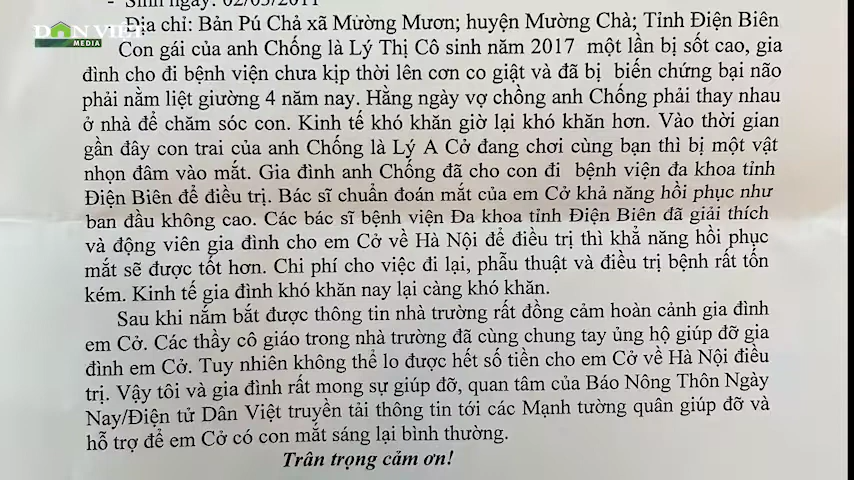 - Sinh ngày: 02/03/2011
DÂN VIỆT
MEDIA
- Địa chỉ: Bản Pú Chả xã Mường Mươn; huyện Mường Chà; Tỉnh Điện Biên
Con gái của anh Chống là Lý Thị Cô sinh năm 2017 một lần bị sốt cao, gia
đình cho đi bệnh viện chưa kịp thời lên cơn co giật và đã bị biến chứng bại não
phải nằm liệt giường 4 năm nay. Hằng ngày vợ chồng anh Chống phải thay nhau
ở nhà để chăm sóc con. Kinh tế khó khăn giờ lại khó khăn hơn. Vào thời gian
gần đây con trai của anh Chống là Lý A Cở đang chơi cùng bạn thì bị một vật
nhọn đâm vào mắt. Gia đình anh Chống đã cho con đi bệnh viện đa khoa tỉnh
Điện Biên để điều trị. Bác sĩ chuẩn đoán mắt của em Cở khả năng hồi phục như
ban đầu không cao. Các bác sĩ bệnh viện Đa khoa tỉnh Điện Biên đã giải thích
và động viên gia đình cho em Cở về Hà Nội để điều trị thì khẳ năng hồi phục
mắt sẽ được tốt hơn. Chi phí cho việc đi lại, phẫu thuật và điều trị bệnh rất tốn
kém. Kinh tế gia đình khó khăn nay lại càng khó khăn.
Sau khi nắm bắt được thông tin nhà trường rất đồng cảm hoàn cảnh gia đình
em Cở. Các thầy cô giáo trong nhà trường đã cùng chung tay ủng hộ giúp đỡ gia
đình em Cở. Tuy nhiên không thể lo được hết số tiền cho em Cở về Hà Nội điều
trị. Vậy tôi và gia đình rất mong sự giúp đỡ, quan tâm của Báo Nông Thôn Ngày
Nay/Điện tử Dân Việt truyền tải thông tin tới các Mạnh tường quân giúp đỡ và
hỗ trợ để em Cở có con mắt sáng lại bình thường.
Trân trọng cảm ơn!